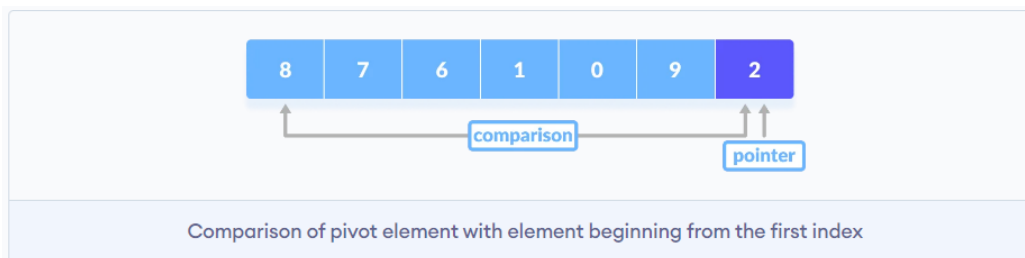 8 7 6 1 0 9 2
comparison
pointer
Comparison of pivot element with element beginning from the first index